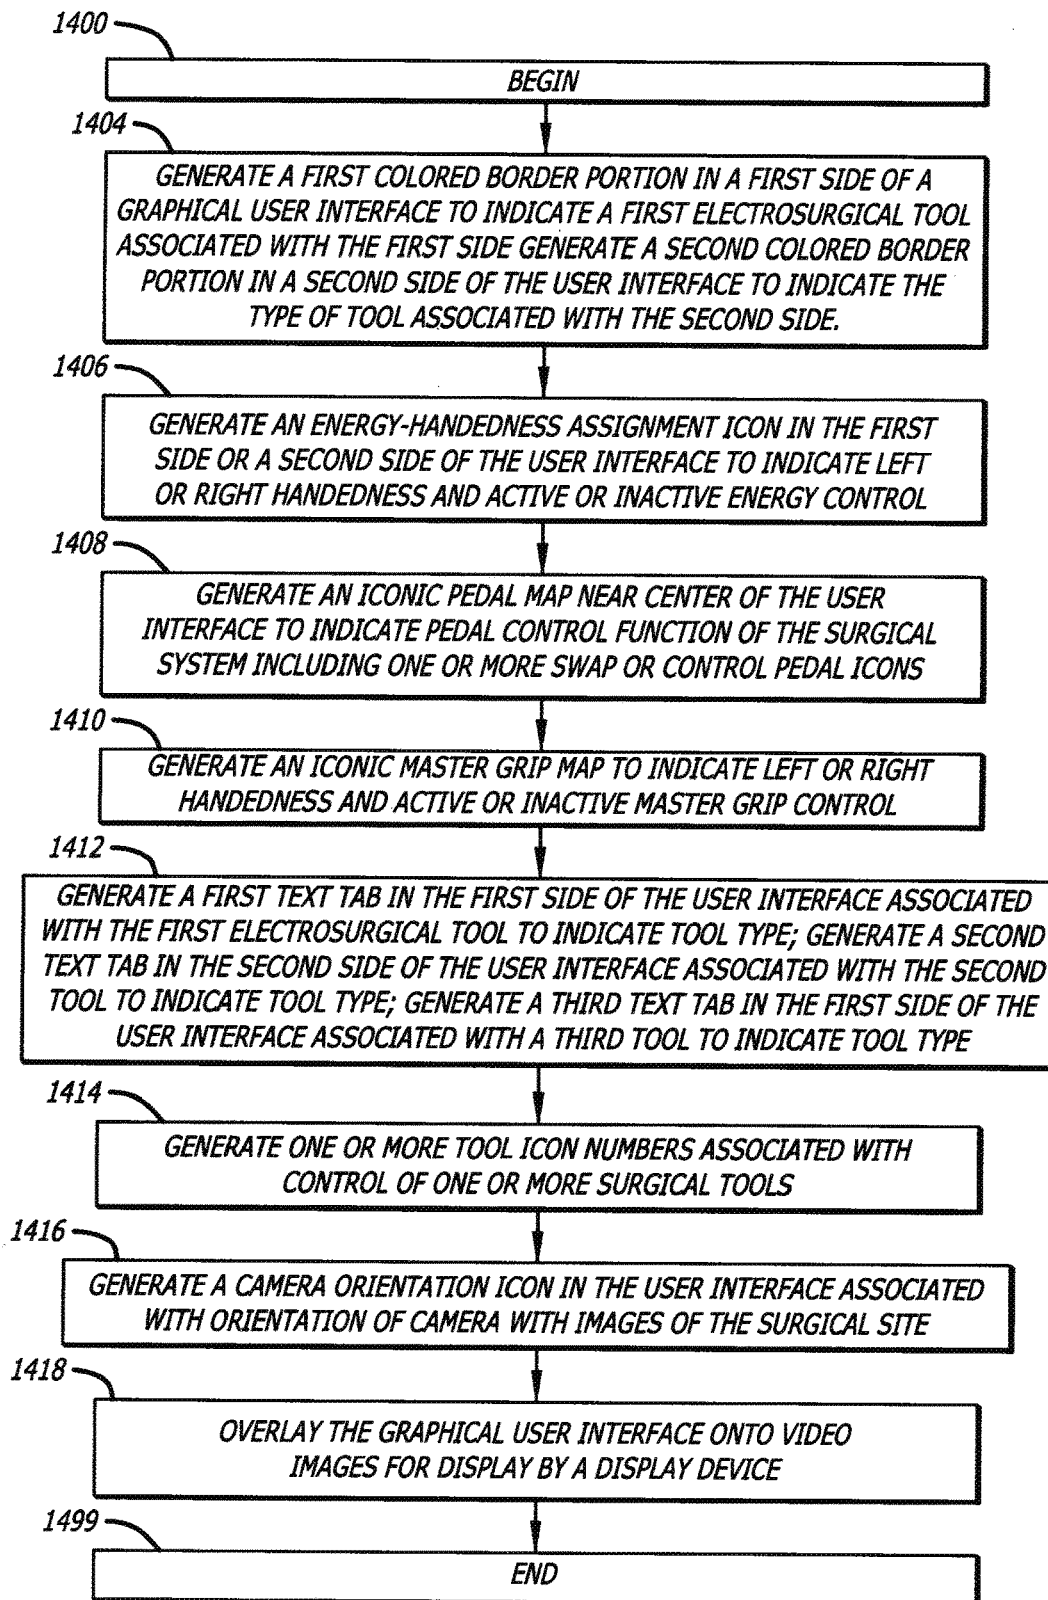 1400
BEGIN
1404
GENERATE A FIRST COLORED BORDER PORTION IN A FIRST SIDE OF A
GRAPHICAL USER INTERFACE TO INDICATE A FIRST ELECTROSURGICAL TOOL
ASSOCIATED WITH THE FIRST SIDE GENERATE A SECOND COLORED BORDER
PORTION IN A SECOND SIDE OF THE USER INTERFACE TO INDICATE THE
TYPE OF TOOL ASSOCIATED WITH THE SECOND SIDE.
1406
GENERATE AN ENERGY-HANDEDNESS ASSIGNMENT ICON IN THE FIRST
SIDE OR A SECOND SIDE OF THE USER INTERFACE TO INDICATE LEFT
OR RIGHT HANDEDNESS AND ACTIVE OR INACTIVE ENERGY CONTROL
1408
GENERATE AN ICONIC PEDAL MAP NEAR CENTER OF THE USER
INTERFACE TO INDICATE PEDAL CONTROL FUNCTION OF THE SURGICAL
SYSTEM INCLUDING ONE OR MORE SWAP OR CONTROL PEDAL ICONS
1410
GENERATE AN ICONIC MASTER GRIP MAP TO INDICATE LEFT OR RIGHT
HANDEDNESS AND ACTIVE OR INACTIVE MASTER GRIP CONTROL
1412
GENERATE A FIRST TEXT TAB IN THE FIRST SIDE OF THE USER INTERFACE ASSOCIATED
WITH THE FIRST ELECTROSURGICAL TOOL TO INDICATE TOOL TYPE; GENERATE A SECOND
TEXT TAB IN THE SECOND SIDE OF THE USER INTERFACE ASSOCIATED WITH THE SECOND
TOOL TO INDICATE TOOL TYPE; GENERATE A THIRD TEXT TAB IN THE FIRST SIDE OF THE
USER INTERFACE ASSOCIATED WITH A THIRD TOOL TO INDICATE TOOL TYPE
1414
GENERATE ONE OR MORE TOOL ICON NUMBERS ASSOCIATED WITH
CONTROL OF ONE OR MORE SURGICAL TOOLS
1416
GENERATE A CAMERA ORIENTATION ICON IN THE USER INTERFACE ASSOCIATED
WITH ORIENTATION OF CAMERA WITH IMAGES OF THE SURGICAL SITE
1418
OVERLAY THE GRAPHICAL USER INTERFACE ONTO VIDEO
IMAGES FOR DISPLAY BY A DISPLAY DEVICE
1499
END